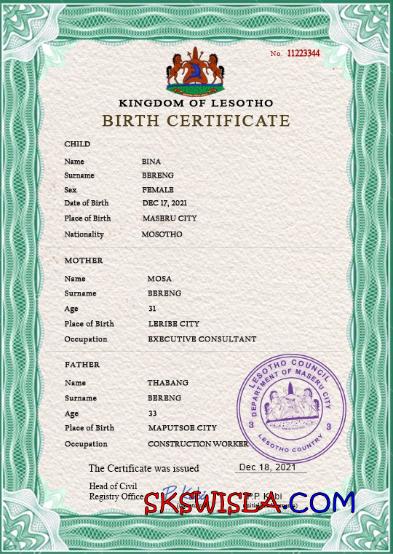 No. 11223344
KINGDOM OF LESOTHO
BIRTH CERTIFICATE
CHILD
Name BINA
Surname BERENG
Sex FEMALE
Date of Birth DEC 17, 2021
Place of Birth MASERU CITY
Nationality MOSOTHO
MOTHER
Name MOSA
Surname BERENG
Age 31
Place of Birth LERIBE CITY
Occupation EXECUTIVE CONSULTANT
FATHER
Name THABANG
Surname BERENG
Age 33
Place of Birth MAPUTSOE CITY
Occupation CONSTRUCTION WORKER
LESOTHO COUNCIL
DEPARTMENT OF MASERU CITY
3 3
LESOTHO COUNTRY
The Certificate was issued Dec 18, 2021
Head of Civil
Registry Office
SKSWISLA.COM